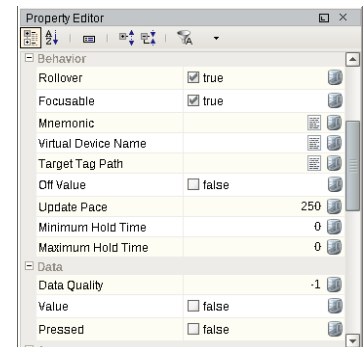 Property Editor
Behavior
Rollover true
Focusable true
Mnemonic
Virtual Device Name
Target Tag Path
Off Value false
Update Pace 250
Minimum Hold Time 0
Maximum Hold Time 0
Data
Data Quality -1
Value false
Pressed false